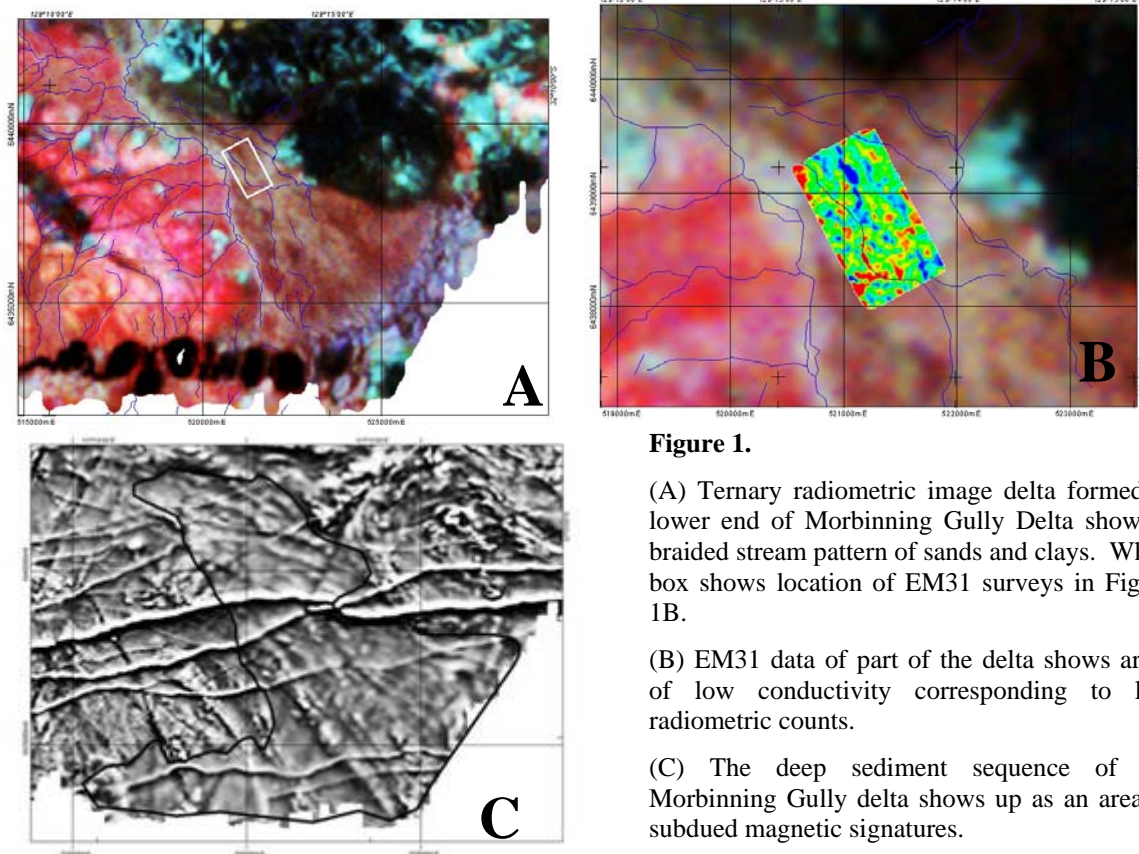 6440000mN
6435000mN
515000mE 520000mE 525000mE
A
6440000mN
6439000mN
6438000mN
519000mE 520000mE 521000mE 522000mE 523000mE
B
C
Figure 1.
(A) Ternary radiometric image delta formed
lower end of Morbinning Gully Delta show
braided stream pattern of sands and clays. Wh
box shows location of EM31 surveys in Fig
1B.
(B) EM31 data of part of the delta shows ar
of low conductivity corresponding to l
radiometric counts.
(C) The deep sediment sequence of
Morbinning Gully delta shows up as an area
subdued magnetic signatures.